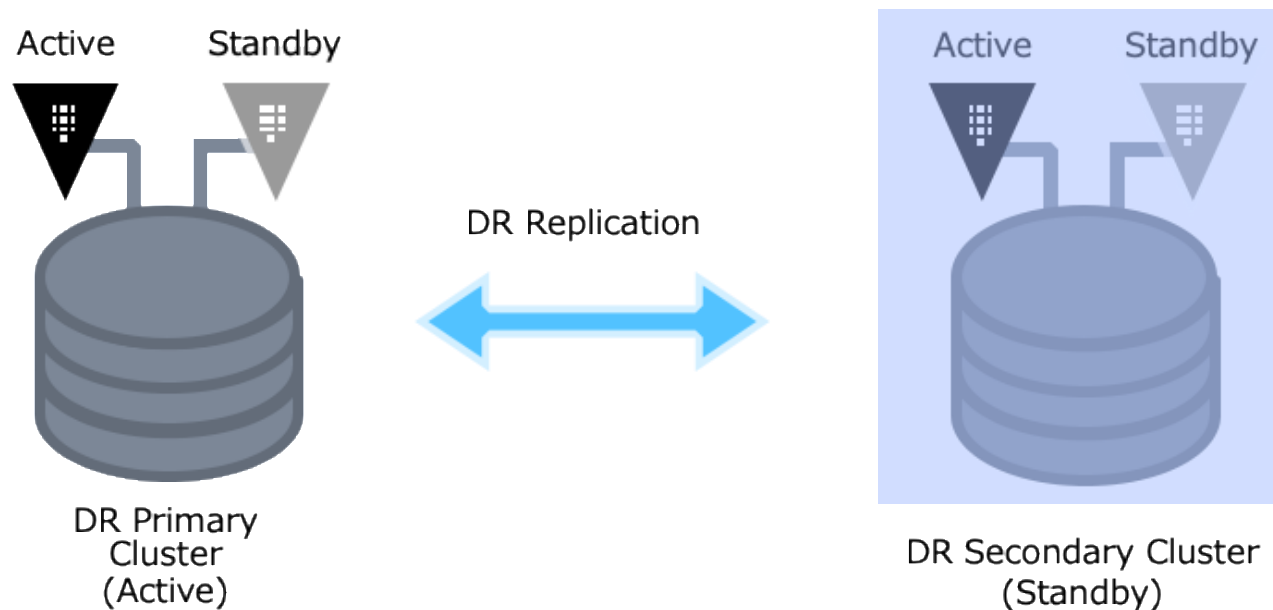 Active
Standby
Active
Standby
DR Replication
DR Primary
Cluster
(Active)
DR Secondary Cluster
(Standby)